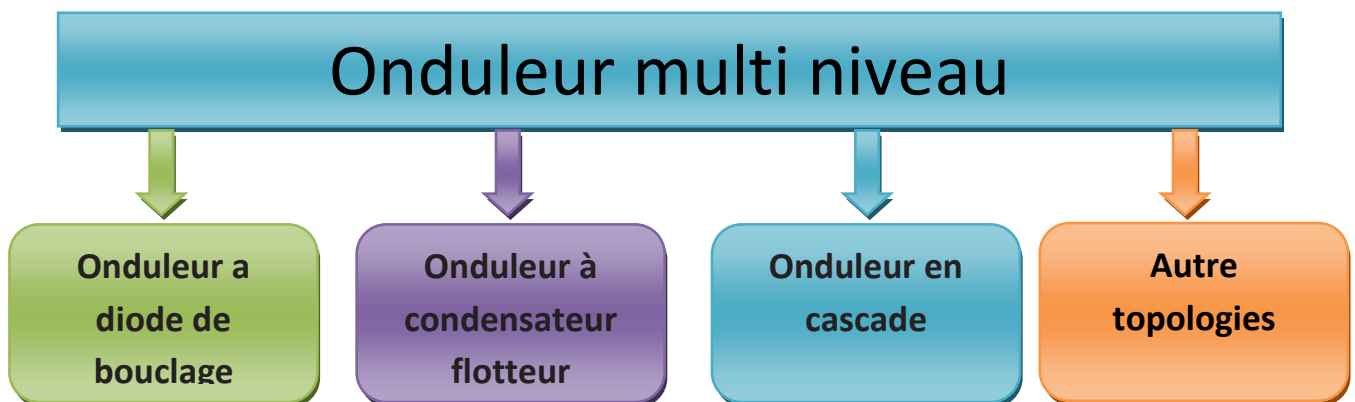 Onduleur multi niveau
Onduleur a
diode de
bouclage
Onduleur à
condensateur
flotteur
Onduleur en
cascade
Autre
topologies